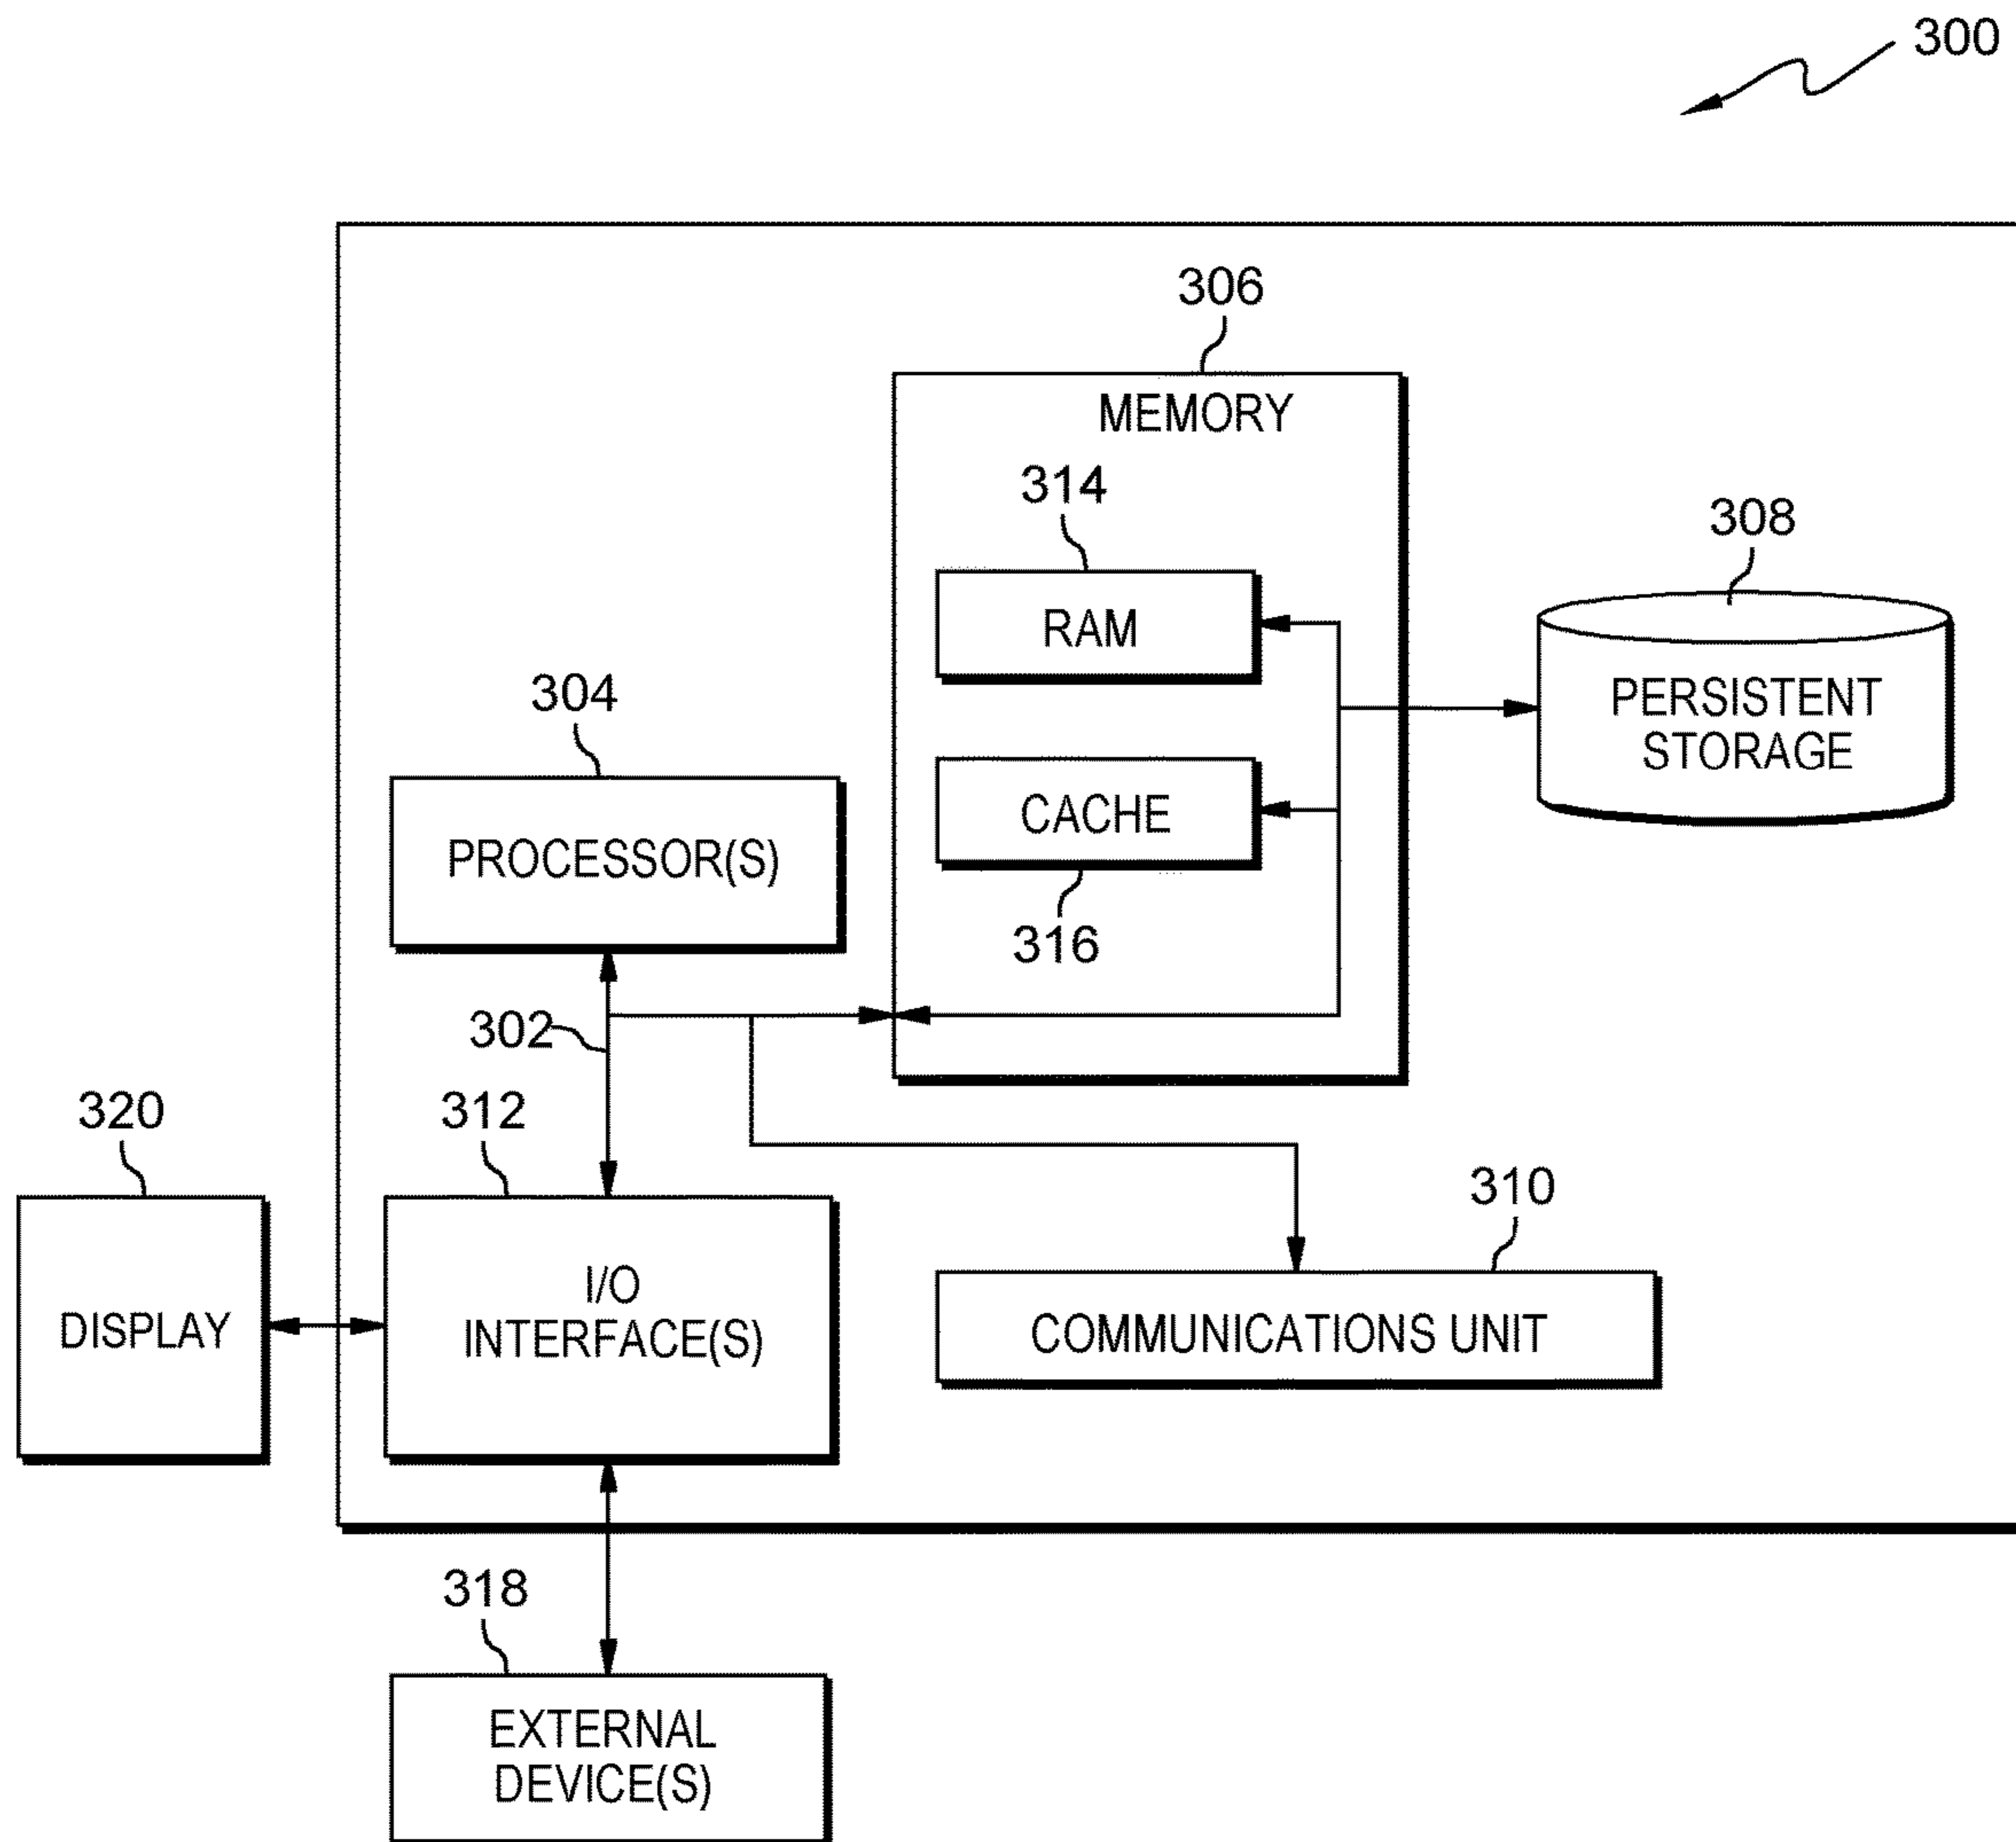 300
306
MEMORY
314
RAM
308
PERSISTENT
STORAGE
304
PROCESSOR(S)
CACHE
316
302
320
DISPLAY
312
I/O
INTERFACE(S)
310
COMMUNICATIONS UNIT
318
EXTERNAL
DEVICE(S)